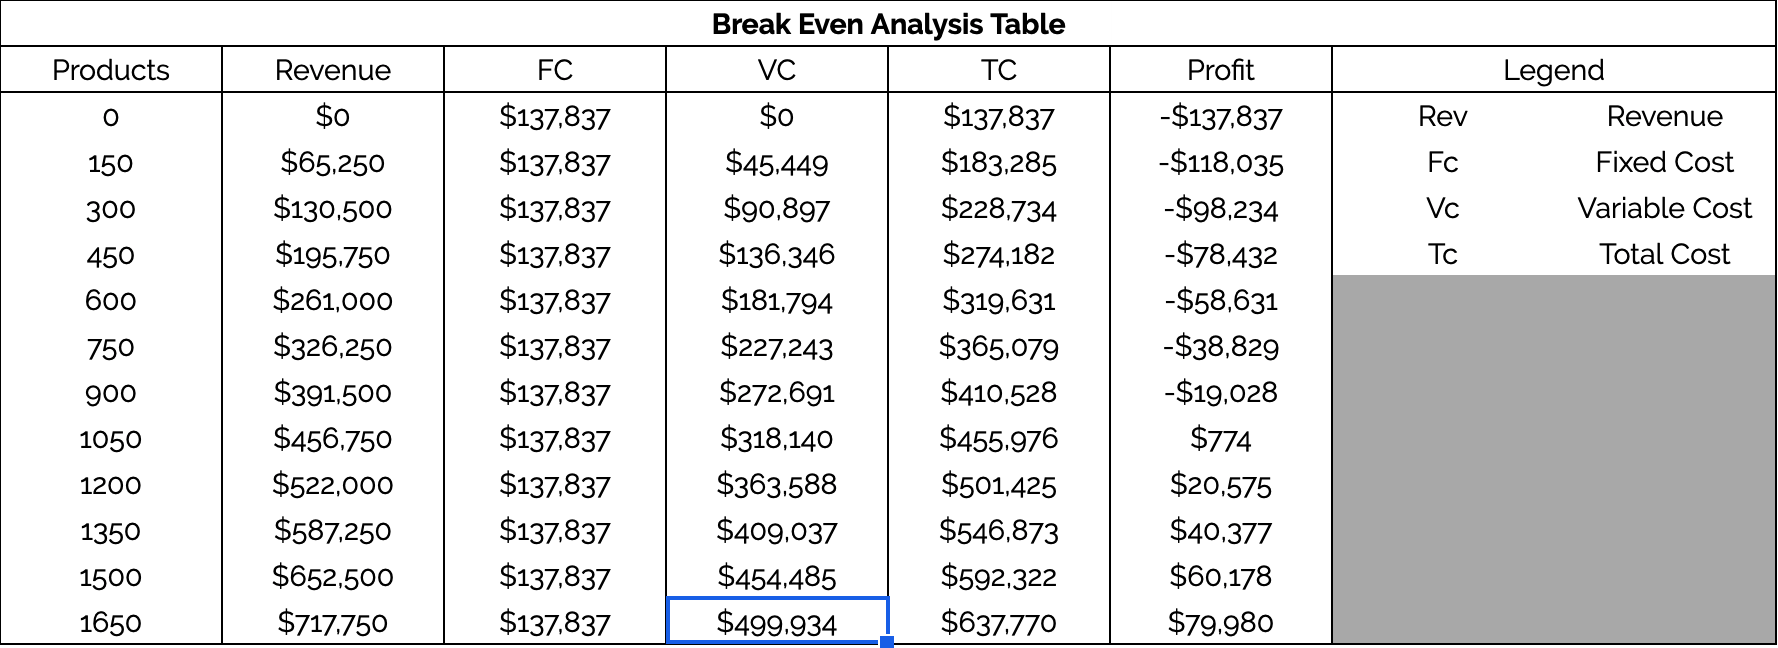 Break Even Analysis Table
Products Revenue FC VC TC Profit Legend
0 $0 $137,837 $0 $137,837 -$137,837 Rev Revenue
150 $65,250 $137,837 $45,449 $183,285 -$118,035 Fc Fixed Cost
300 $130,500 $137,837 $90,897 $228,734 -$98,234 Vc Variable Cost
450 $195,750 $137,837 $136,346 $274,182 -$78,432 Tc Total Cost
600 $261,000 $137,837 $181,794 $319,631 -$58,631
750 $326,250 $137,837 $227,243 $365,079 -$38,829
900 $391,500 $137,837 $272,691 $410,528 -$19,028
1050 $456,750 $137,837 $318,140 $455,976 $774
1200 $522,000 $137,837 $363,588 $501,425 $20,575
1350 $587,250 $137,837 $409,037 $546,873 $40,377
1500 $652,500 $137,837 $454,485 $592,322 $60,178
1650 $717,750 $137,837 $499,934 $637,770 $79,980